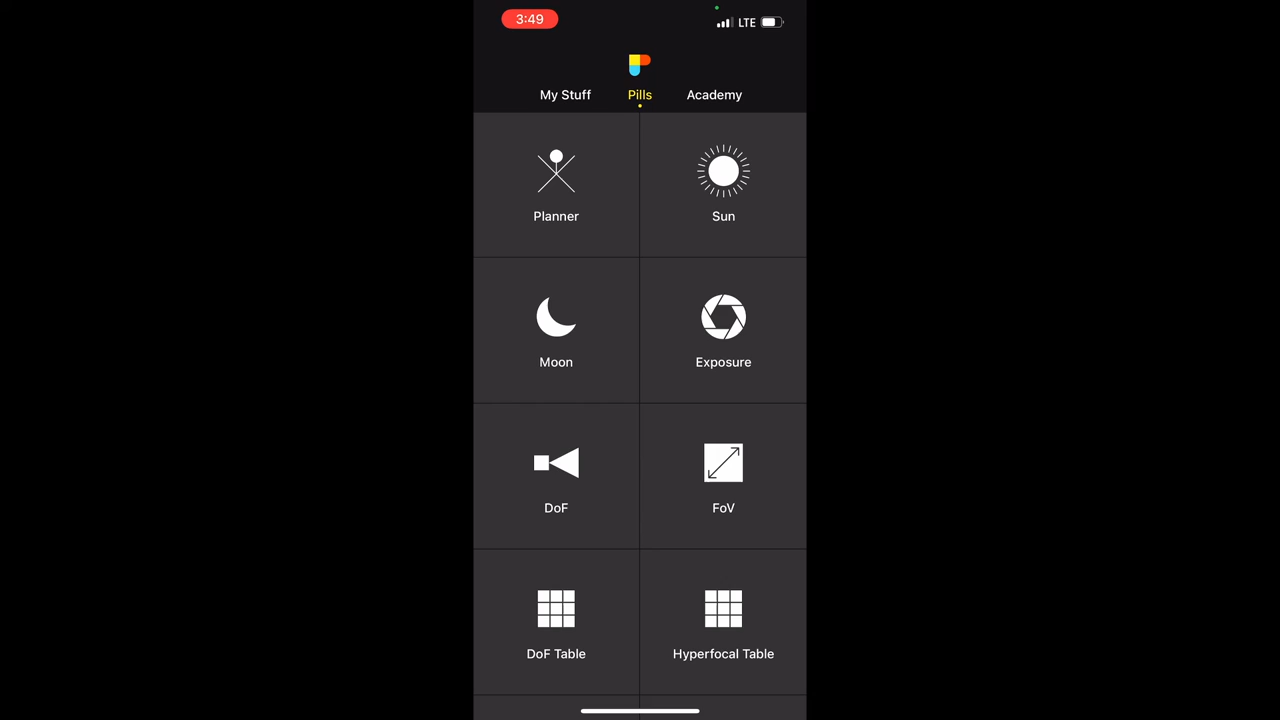 3:49
LTE
My Stuff
Pills
Academy
Planner
Sun
Moon
Exposure
DoF
FoV
DoF Table
Hyperfocal Table